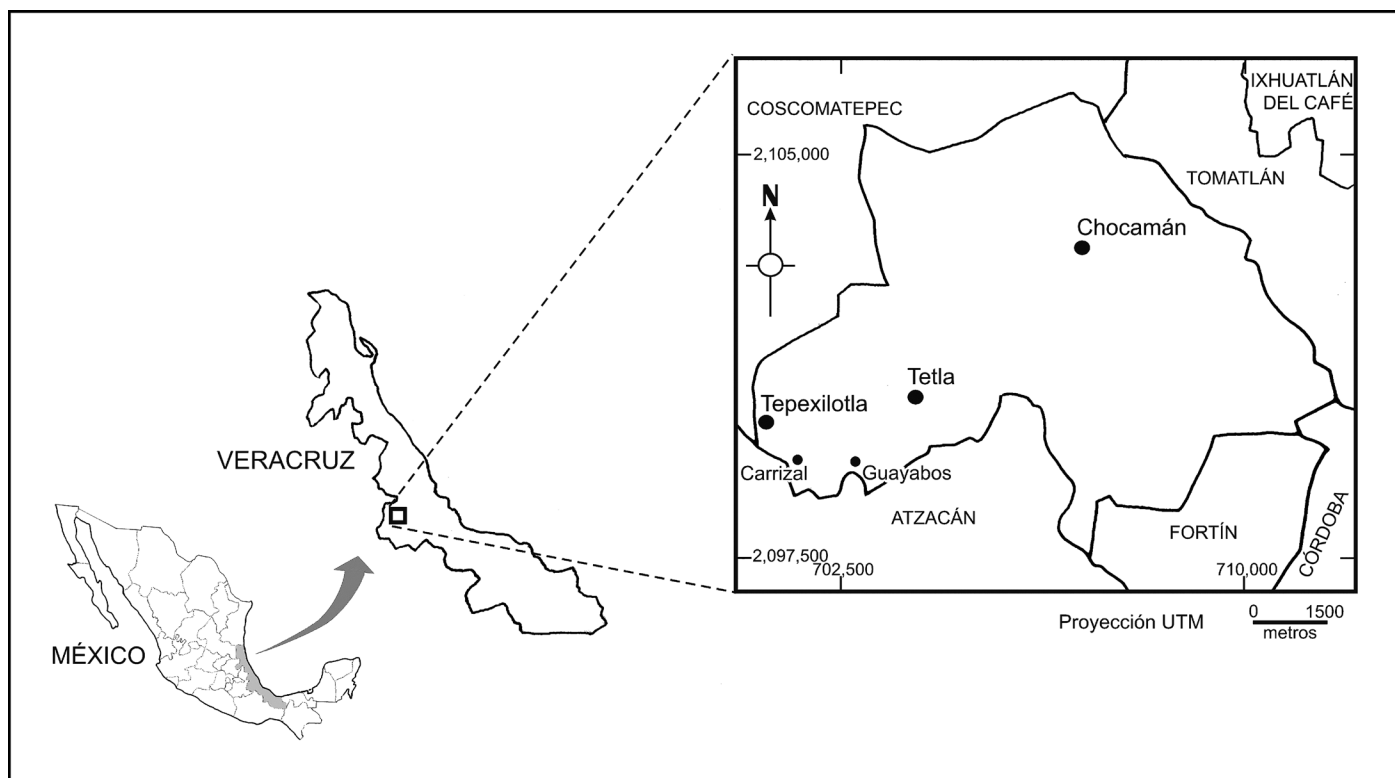 MÉXICO
VERACRUZ
COSCOMATEPEC
IXHUATLÁN
DEL CAFÉ
2,105,000
TOMATLÁN
N
Chocamán
Tetla
Tepexilotla
Carrizal
Guayabos
ATZACÁN
FORTÍN
CÓRDOBA
2,097,500
702,500
710,000
Proyección UTM
0 1500
metros